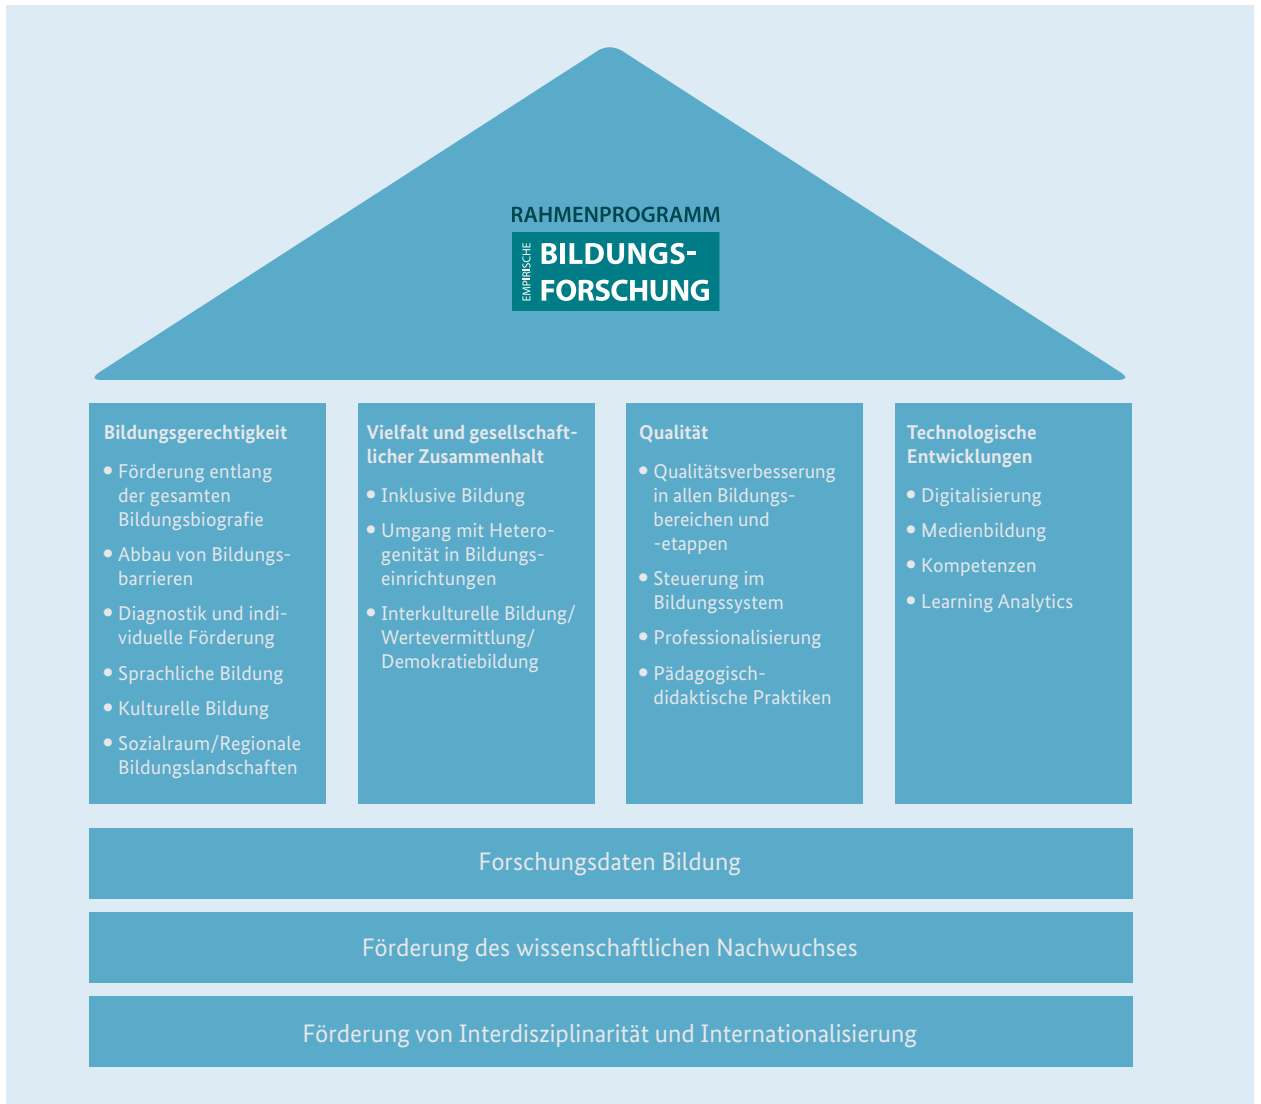 RAHMENPROGRAMM
EMPIRISCHE
BILDUNGS-
FORSCHUNG
Bildungsgerechtigkeit
• Förderung entlang
der gesamten
Bildungsbiografie
• Abbau von Bildungs-
barrieren
• Diagnostik und indi-
viduelle Förderung
• Sprachliche Bildung
• Kulturelle Bildung
• Sozialraum/Regionale
Bildungslandschaften
Vielfalt und gesellschaft-
licher Zusammenhalt
• Inklusive Bildung
• Umgang mit Hetero-
genität in Bildungs-
einrichtungen
• Interkulturelle Bildung/
Wertevermittlung/
Demokratiebildung
Qualität
• Qualitätsverbesserung
in allen Bildungs-
bereichen und
-etappen
• Steuerung im
Bildungssystem
• Professionalisierung
• Pädagogisch-
didaktische Praktiken
Technologische
Entwicklungen
• Digitalisierung
• Medienbildung
• Kompetenzen
• Learning Analytics
Forschungsdaten Bildung
Förderung des wissenschaftlichen Nachwuchses
Förderung von Interdisziplinarität und Internationalisierung